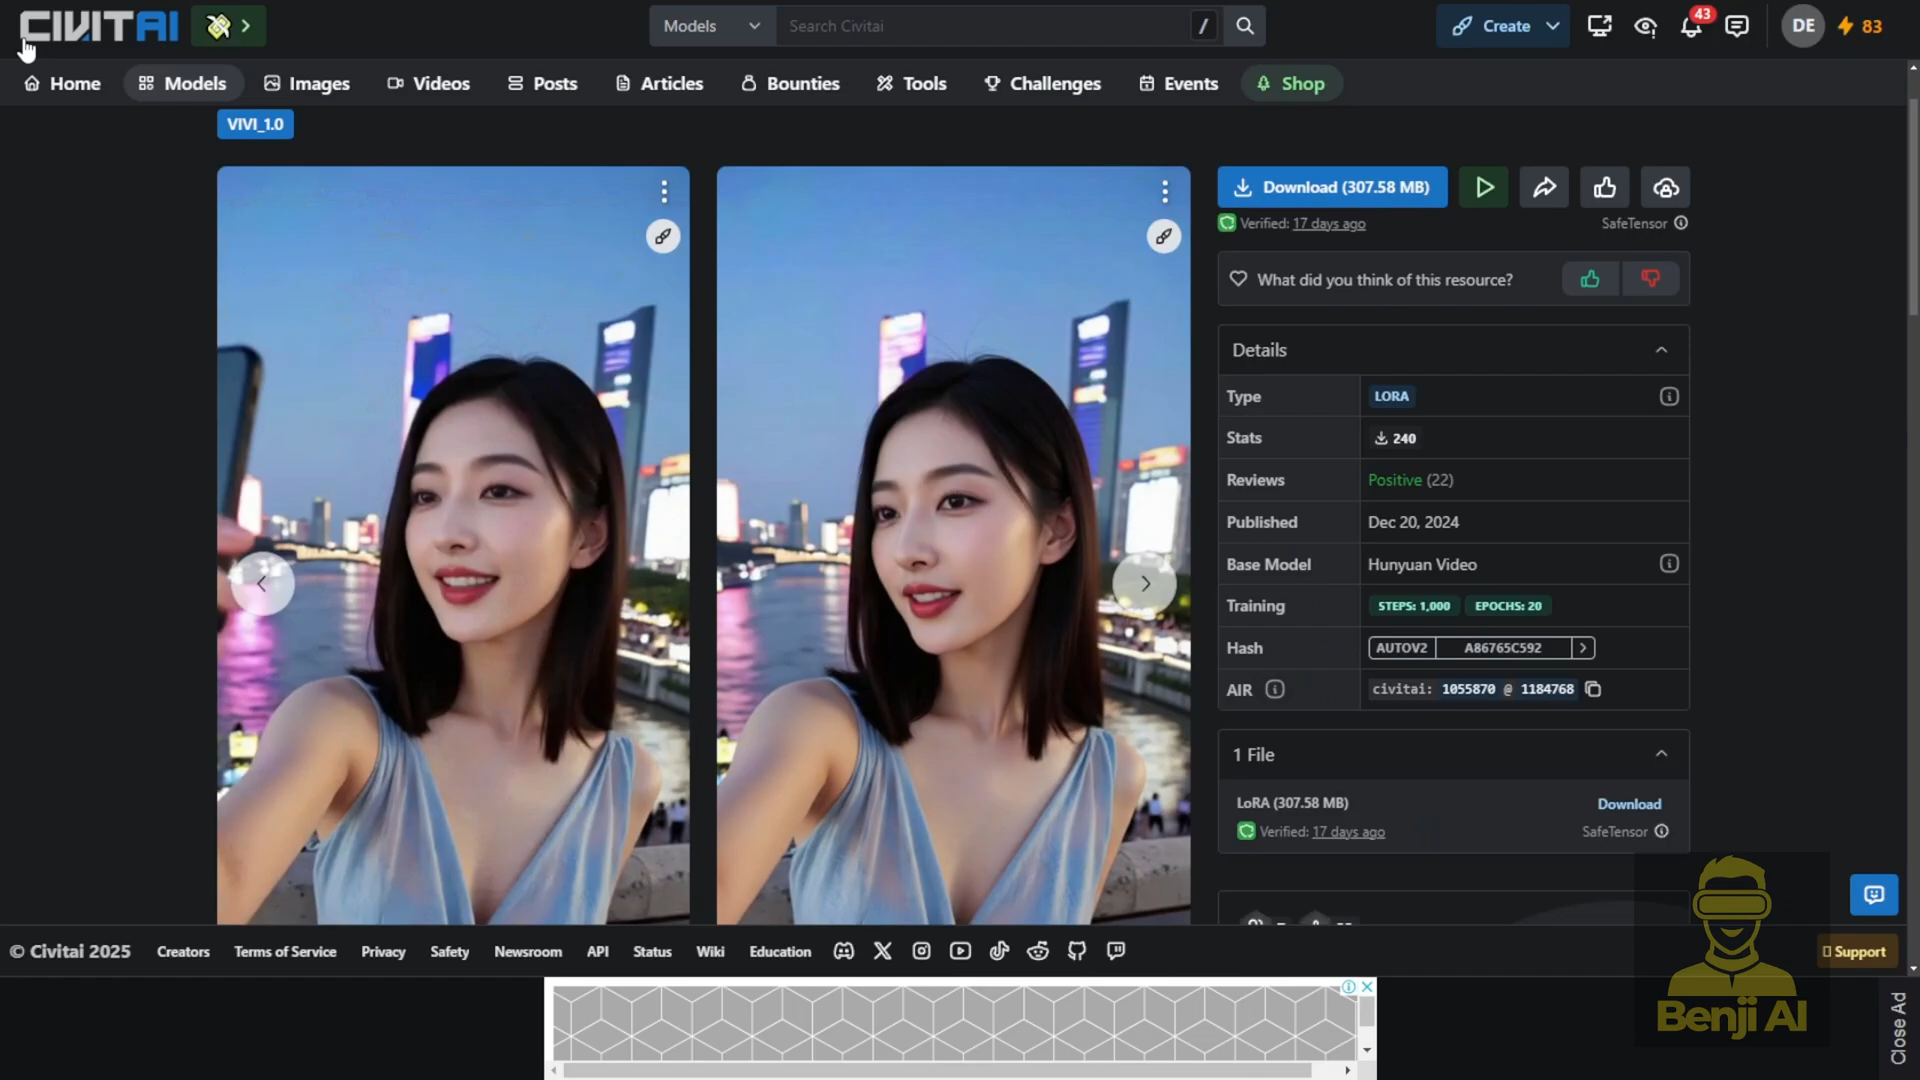 CIVITAI
Models
Search Civitai
/
Create
43
DE
83
Home
Models
Images
Videos
Posts
Articles
Bounties
Tools
Challenges
Events
Shop
VIVI_1.0
Download (307.58 MB)
Verified: 17 days ago
SafeTensor
What did you think of this resource?
Details
Type
LORA
Stats
240
Reviews
Positive (22)
Published
Dec 20, 2024
Base Model
Hunyuan Video
Training
STEPS: 1,000
EPOCHS: 20
Hash
AUTOV2
A86765C592
AIR
civitai: 1055870 @ 1184768
1 File
LoRA (307.58 MB)
Download
Verified: 17 days ago
SafeTensor
© Civitai 2025
Creators
Terms of Service
Privacy
Safety
Newsroom
API
Status
Wiki
Education
Support
Benji AI
Close Ad